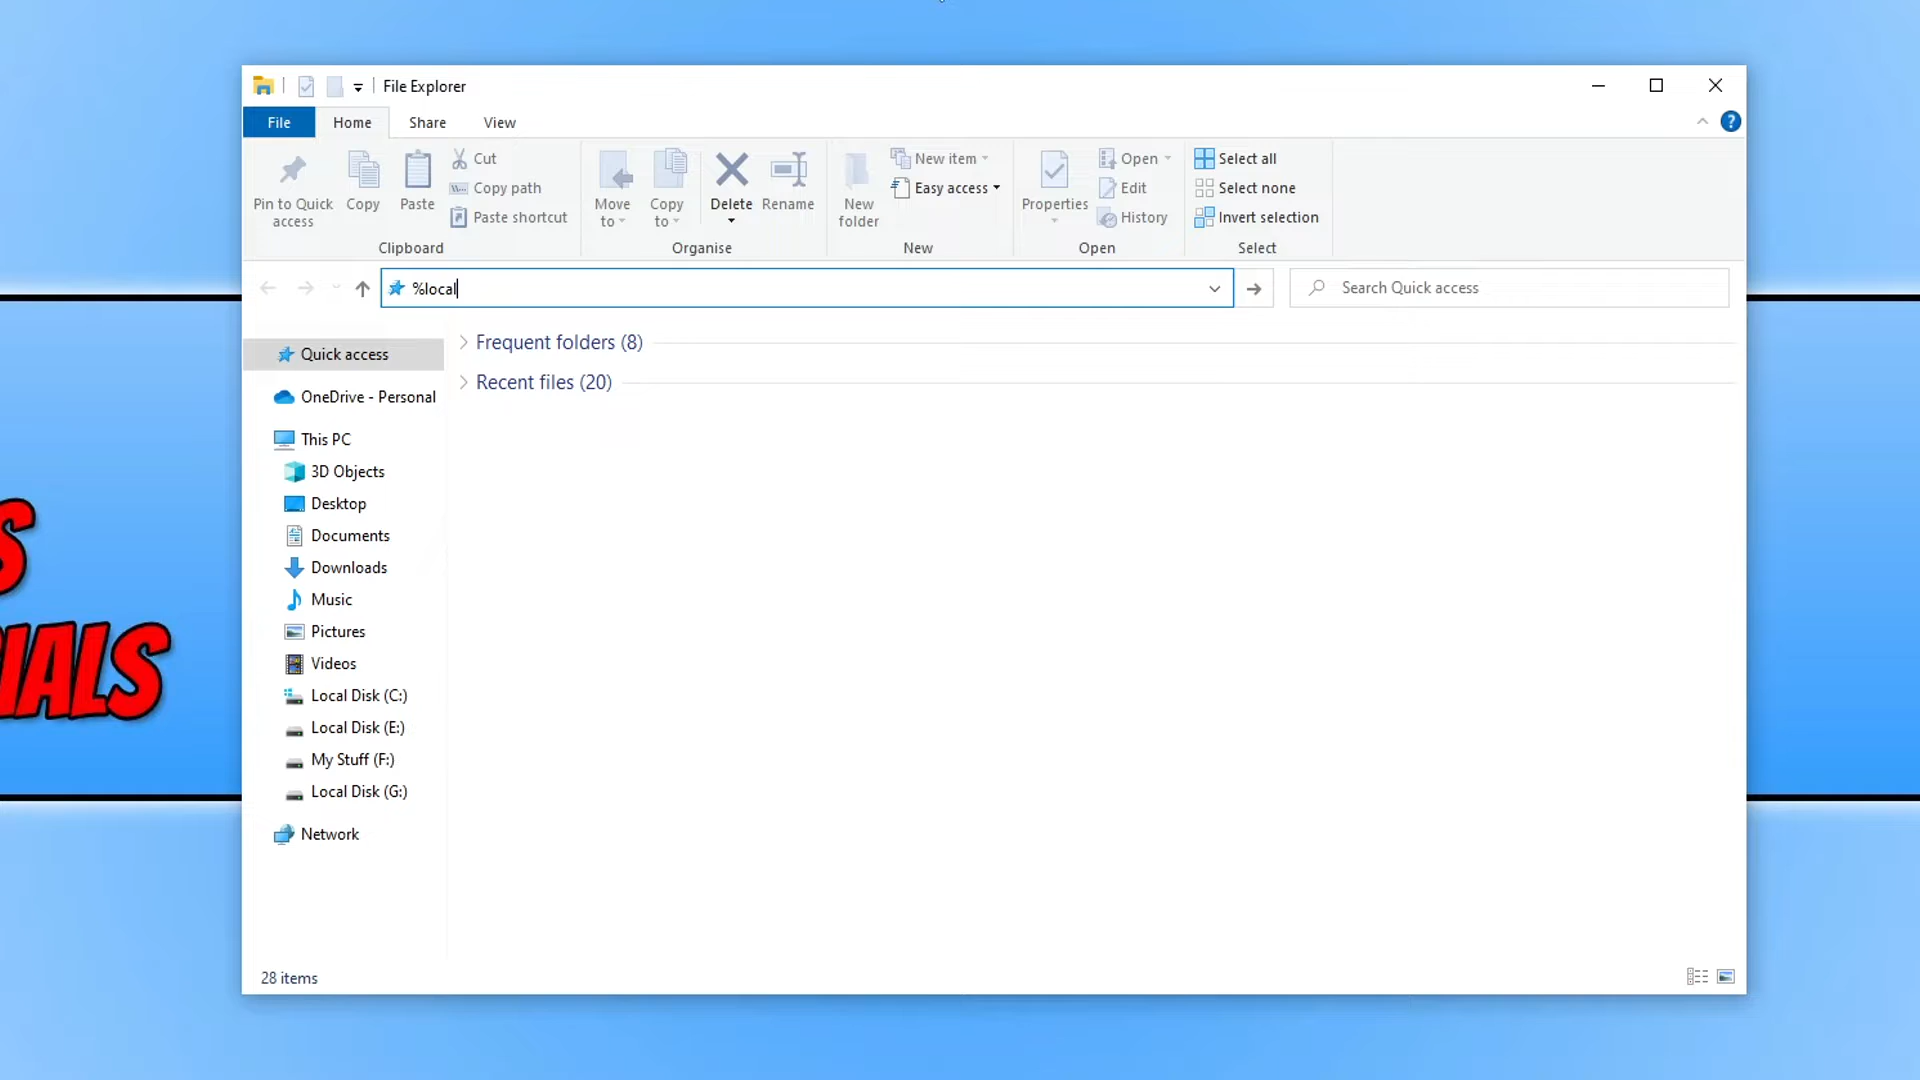 File Explorer
File Home Share View
Pin to Quick access
Copy
Paste
Cut
Copy path
Paste shortcut
Clipboard
Move to
Copy to
Delete
Rename
Organise
New folder
New item
Easy access
New
Properties
Open
Edit
History
Open
Select all
Select none
Invert selection
Select
%local
Search Quick access
Quick access
OneDrive - Personal
This PC
3D Objects
Desktop
Documents
Downloads
Music
Pictures
Videos
Local Disk (C:)
Local Disk (E:)
My Stuff (F:)
Local Disk (G:)
Network
Frequent folders (8)
Recent files (20)
28 items
S
IALS